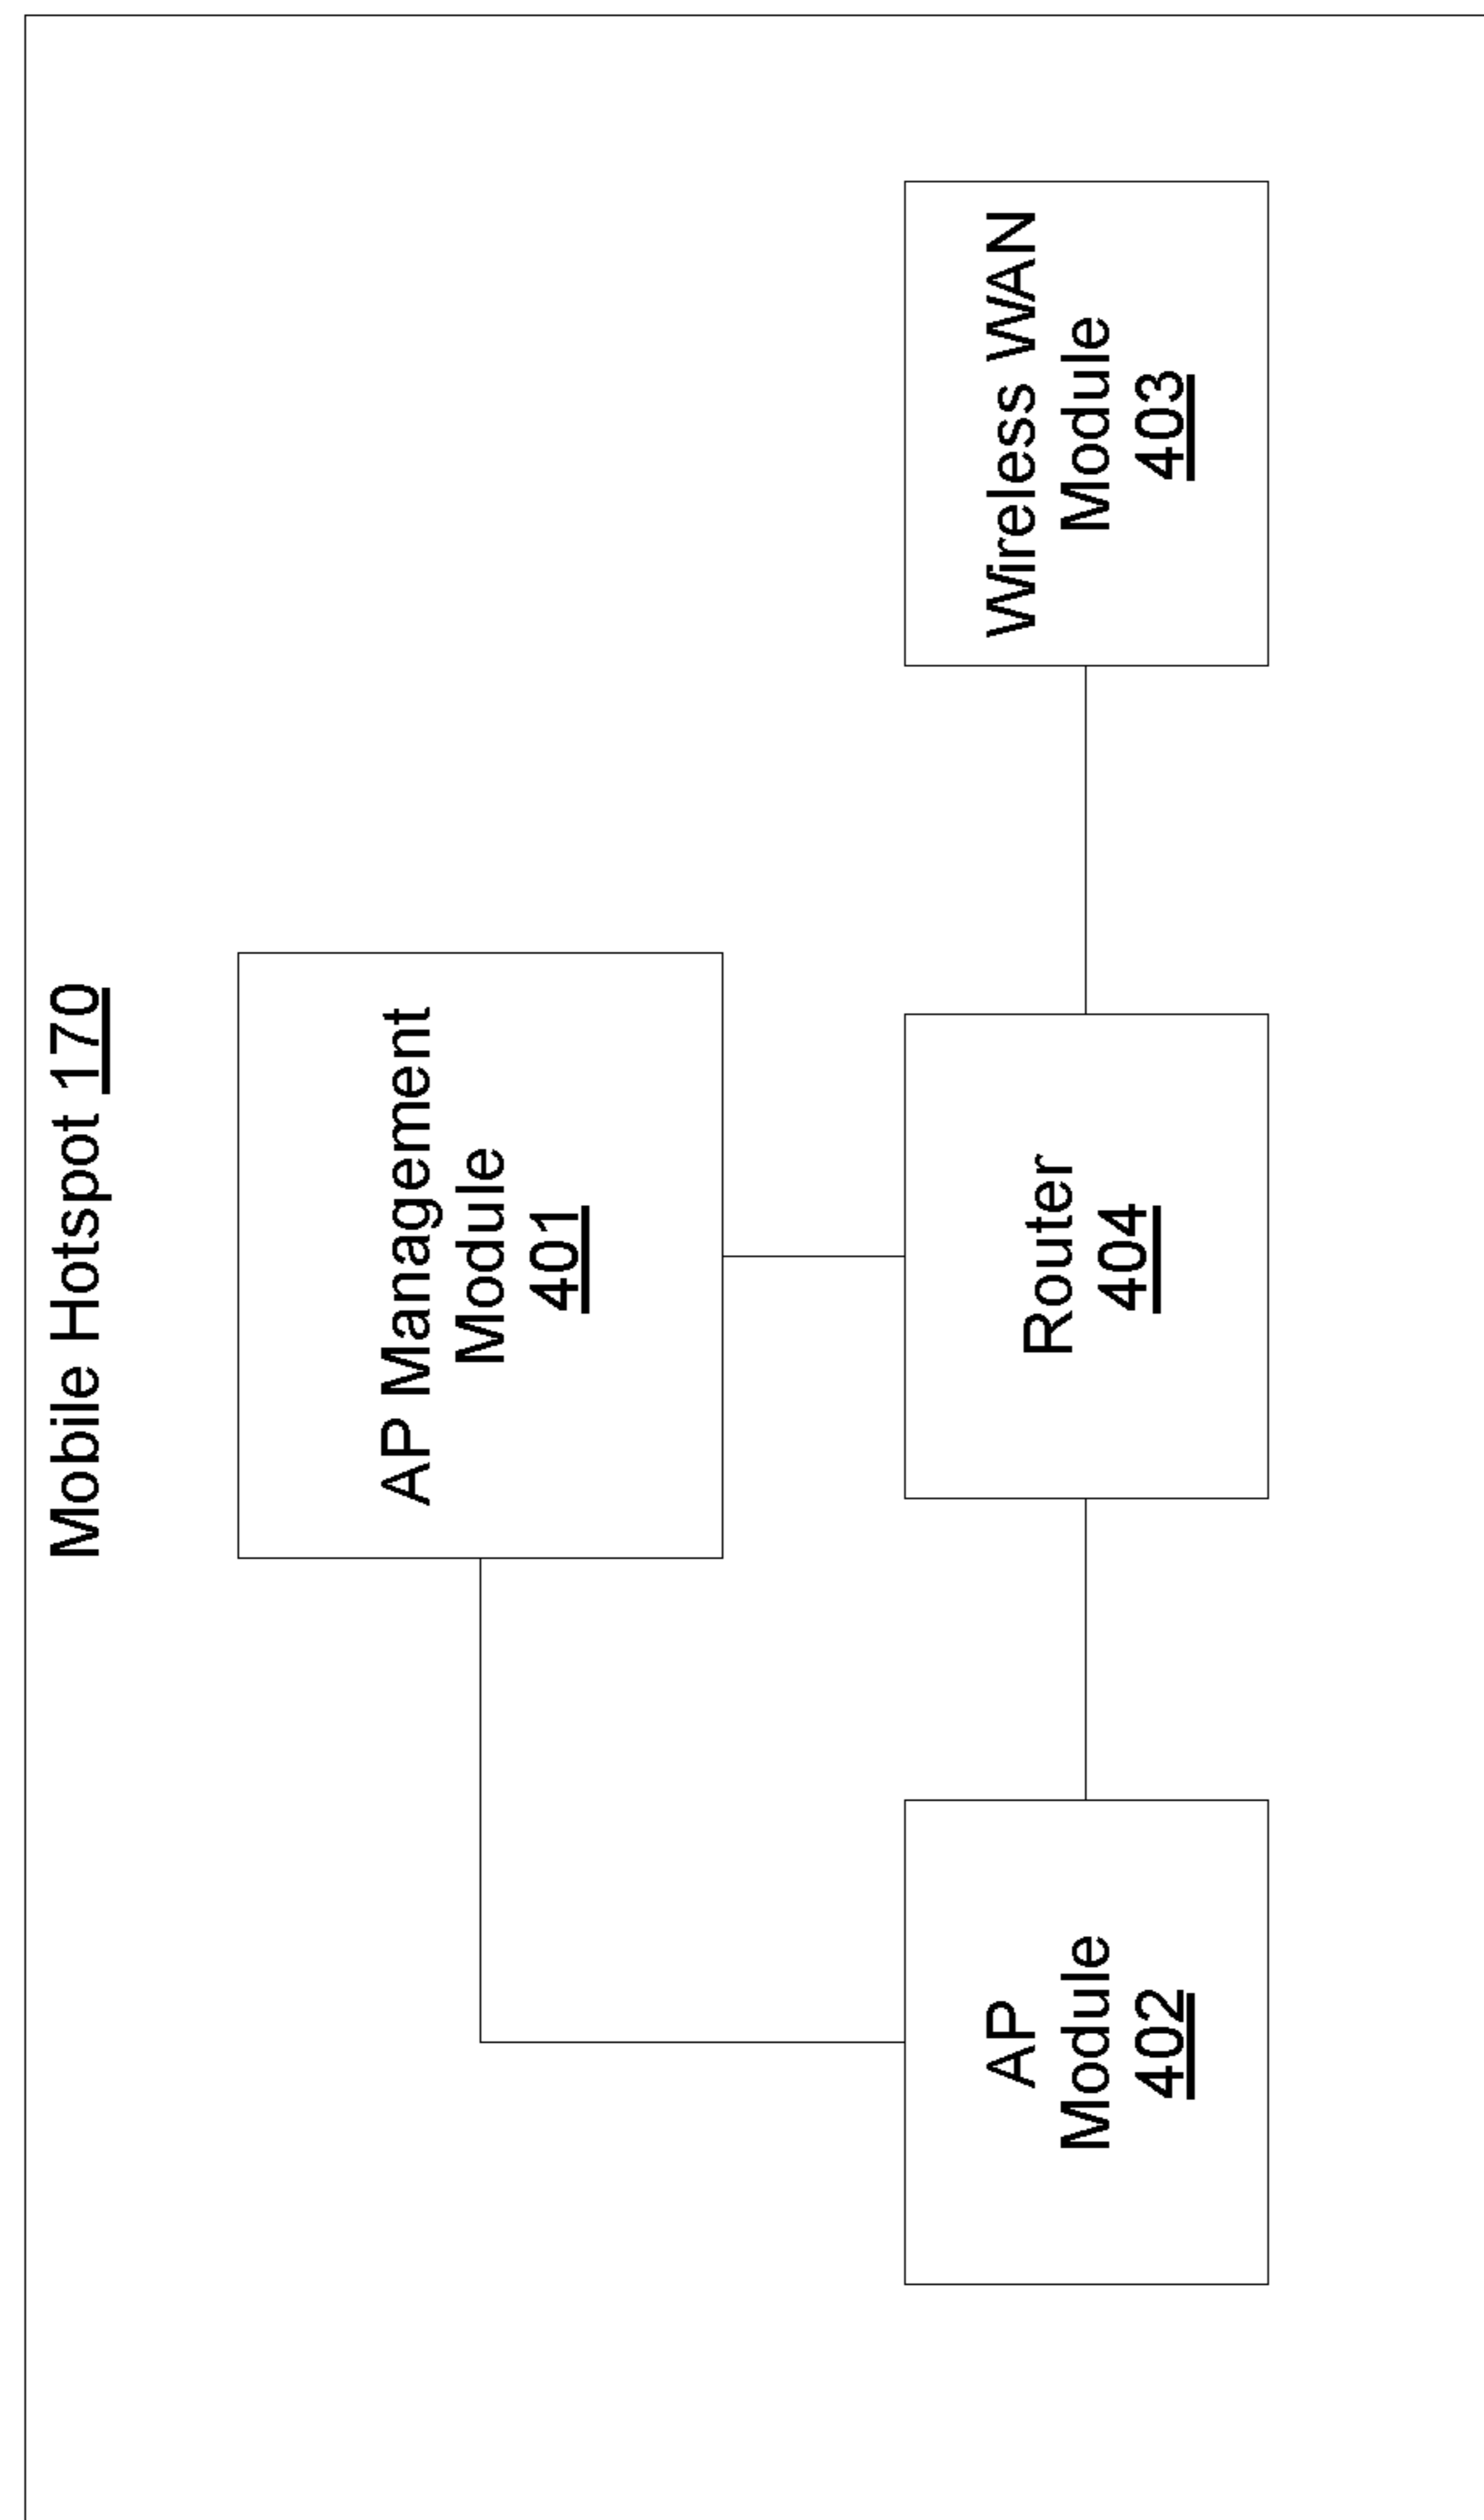 Mobile Hotspot 170
AP Management
Module
401
AP
Module
402
Router
404
Wireless WAN
Module
403